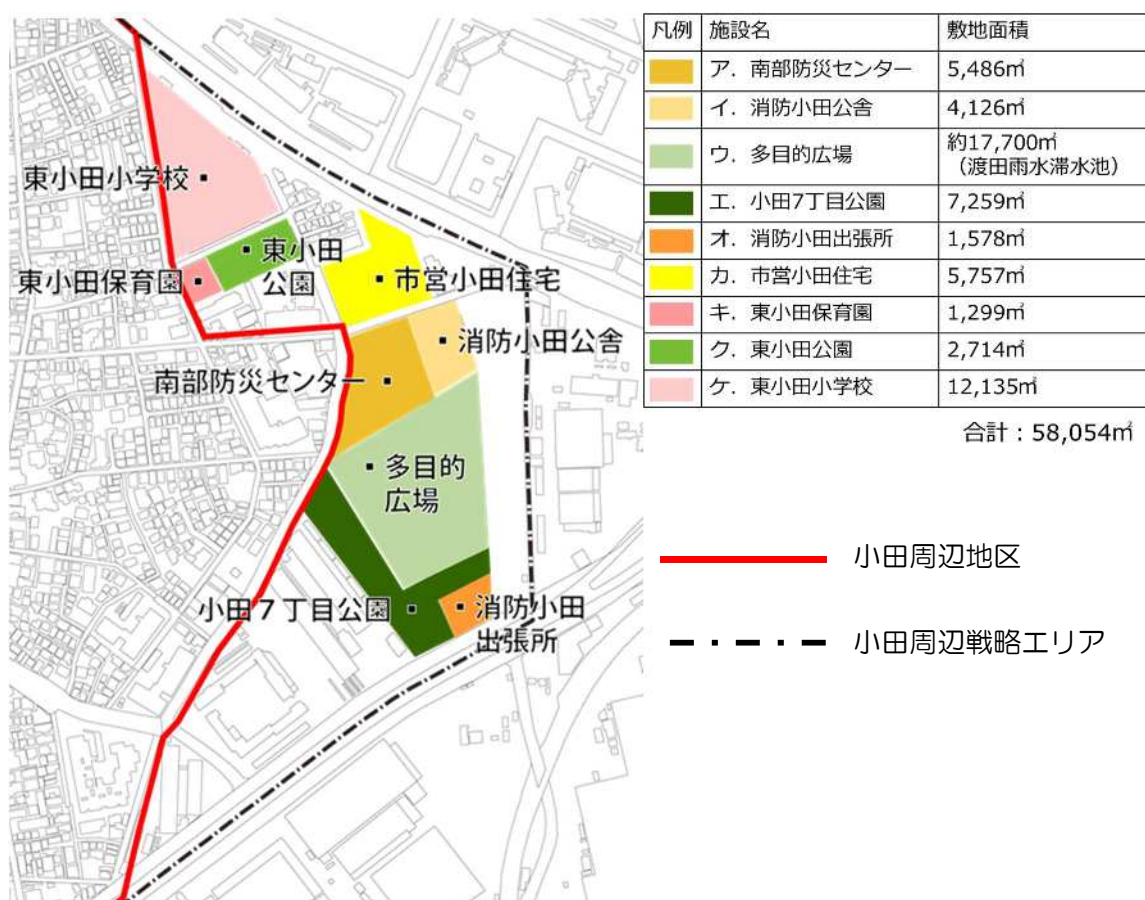 東小田小学校
東小田
公園
東小田保育園
市営小田住宅
消防小田公舎
南部防災センター
多目的
広場
小田7丁目公園
消防小田
出張所
凡例 施設名 敷地面積
ア. 南部防災センター 5,486㎡
イ. 消防小田公舎 4,126㎡
ウ. 多目的広場 約17,700㎡
(渡田雨水滞水池)
エ. 小田7丁目公園 7,259㎡
オ. 消防小田出張所 1,578㎡
カ. 市営小田住宅 5,757㎡
キ. 東小田保育園 1,299㎡
ク. 東小田公園 2,714㎡
ケ. 東小田小学校 12,135㎡
合計:58,054㎡
小田周辺地区
小田周辺戦略エリア